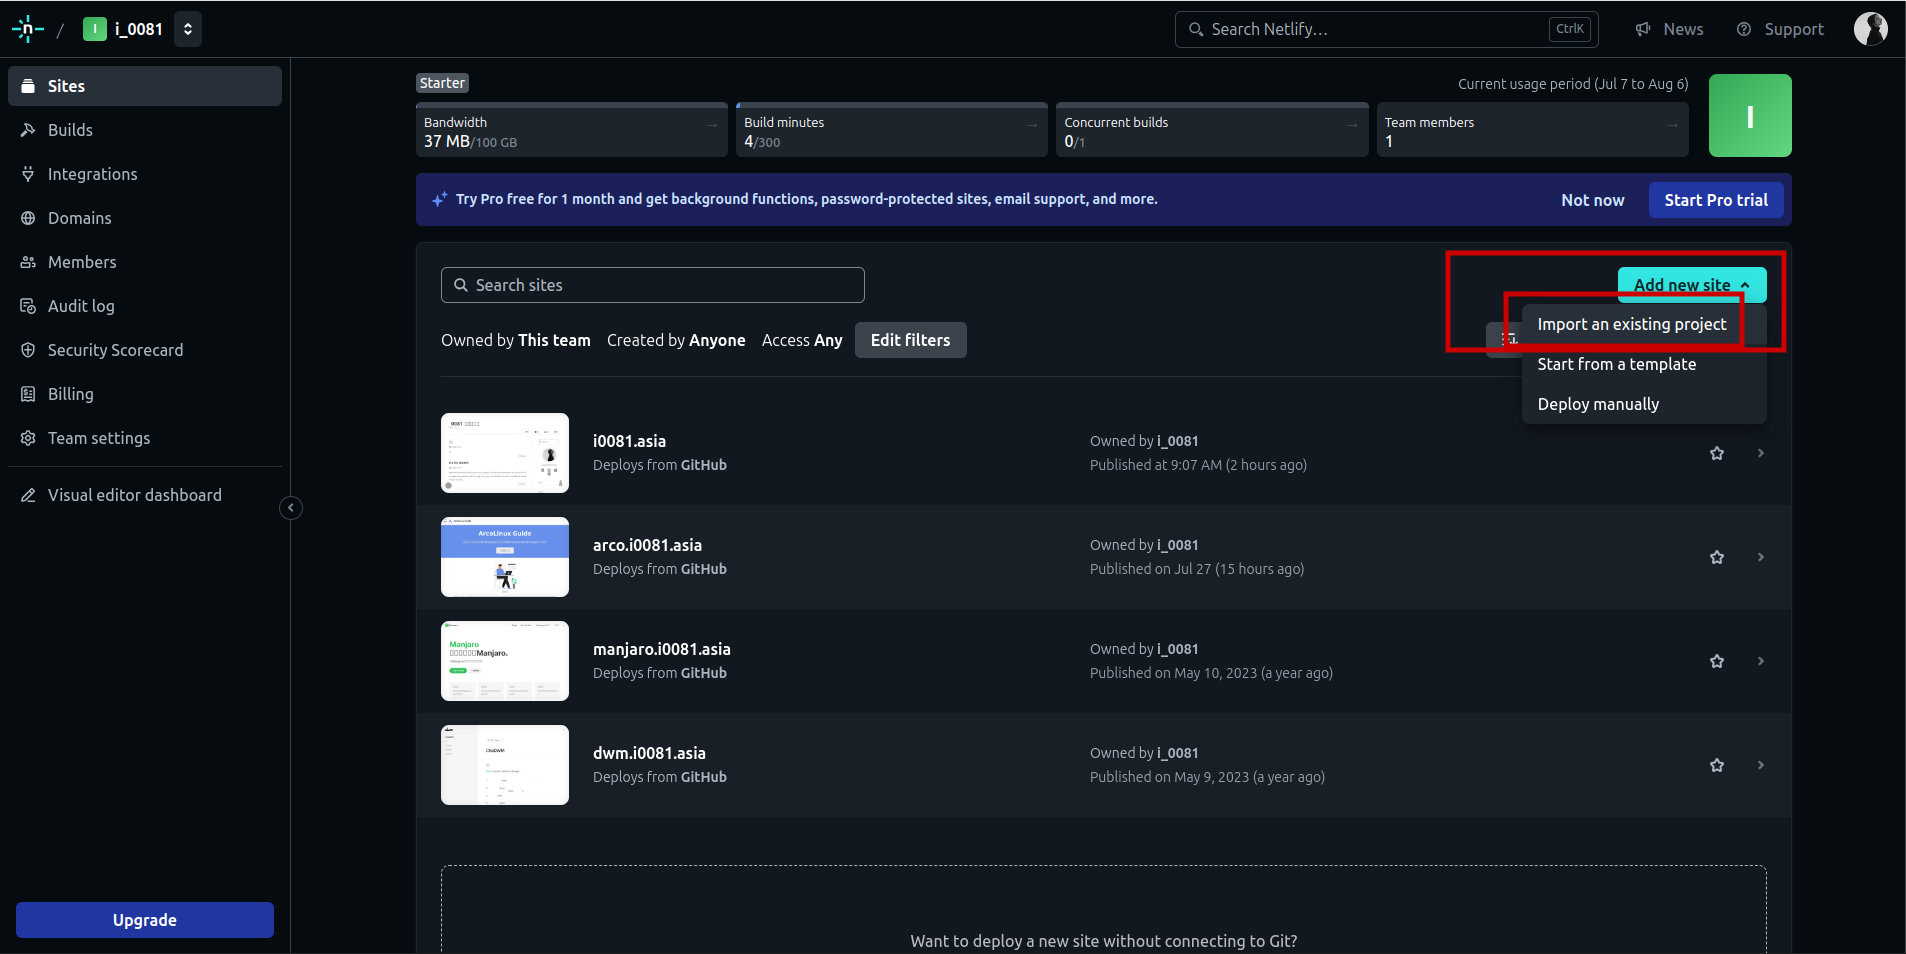 n / I i_0081
Search Netlify... CtrlK
News
Support
Sites
Builds
Integrations
Domains
Members
Audit log
Security Scorecard
Billing
Team settings
Visual editor dashboard
Upgrade
Starter
Current usage period (Jul 7 to Aug 6)
Bandwidth →
37 MB/100 GB
Build minutes →
4/300
Concurrent builds →
0/1
Team members →
1
I
Try Pro free for 1 month and get background functions, password-protected sites, email support, and more.
Not now
Start Pro trial
Search sites
Add new site
Import an existing project
Start from a template
Deploy manually
Owned by This team Created by Anyone Access Any Edit filters
i0081.asia
Deploys from GitHub
Owned by i_0081
Published at 9:07 AM (2 hours ago)
ArcoLinux Guide
arco.i0081.asia
Deploys from GitHub
Owned by i_0081
Published on Jul 27 (15 hours ago)
Manjaro
Manjaro.
manjaro.i0081.asia
Deploys from GitHub
Owned by i_0081
Published on May 10, 2023 (a year ago)
dwm.i0081.asia
Deploys from GitHub
Owned by i_0081
Published on May 9, 2023 (a year ago)
Want to deploy a new site without connecting to Git?